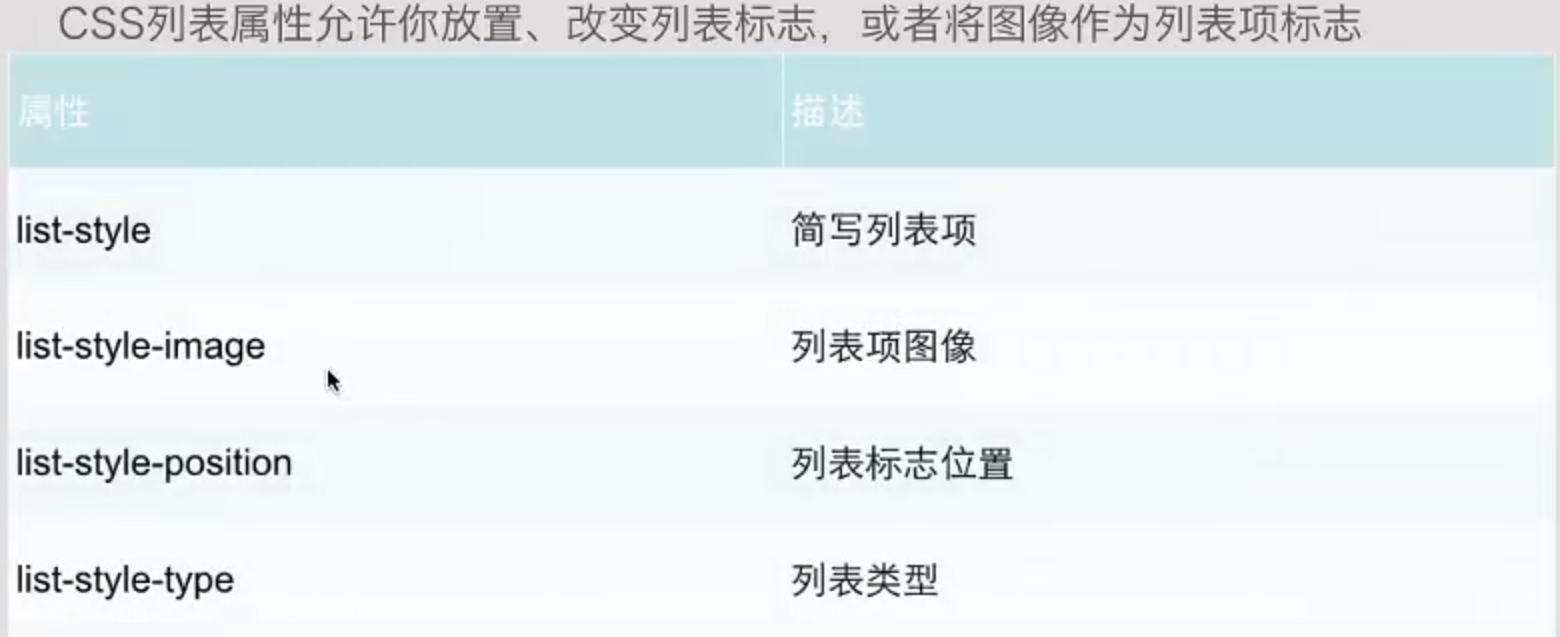 CSS列表属性允许你放置、改变列表标志，或者将图像作为列表项标志
属性 描述
list-style 简写列表项
list-style-image 列表项图像
list-style-position 列表标志位置
list-style-type 列表类型